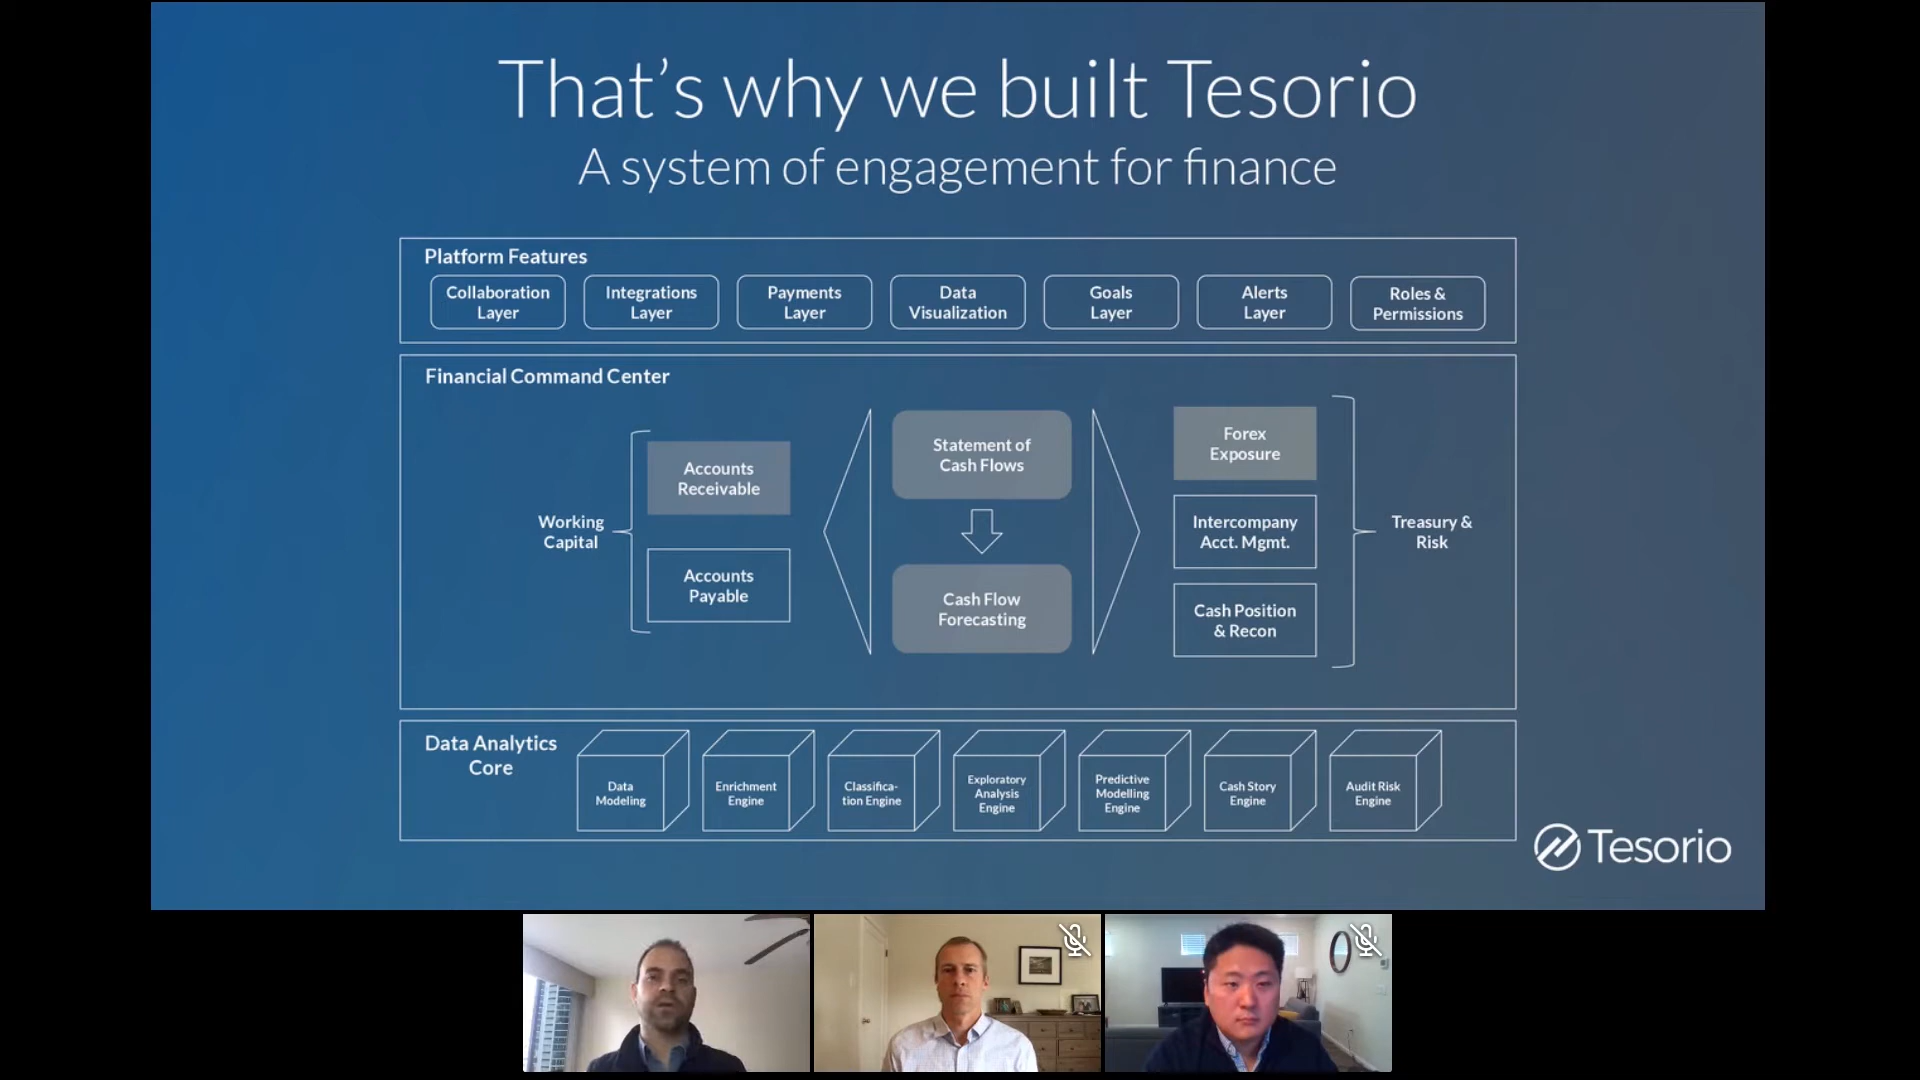 That's why we built Tesorio
A system of engagement for finance
Platform Features
Collaboration
Layer
Integrations
Layer
Payments
Layer
Data
Visualization
Goals
Layer
Alerts
Layer
Roles &
Permissions
Financial Command Center
Working
Capital
Accounts
Receivable
Accounts
Payable
Statement of
Cash Flows
Cash Flow
Forecasting
Forex
Exposure
Intercompany
Acct. Mgmt.
Cash Position
& Recon
Treasury &
Risk
Data Analytics
Core
Data
Modeling
Enrichment
Engine
Classifica-
tion Engine
Exploratory
Analysis
Engine
Predictive
Modelling
Engine
Cash Story
Engine
Audit Risk
Engine
Tesorio